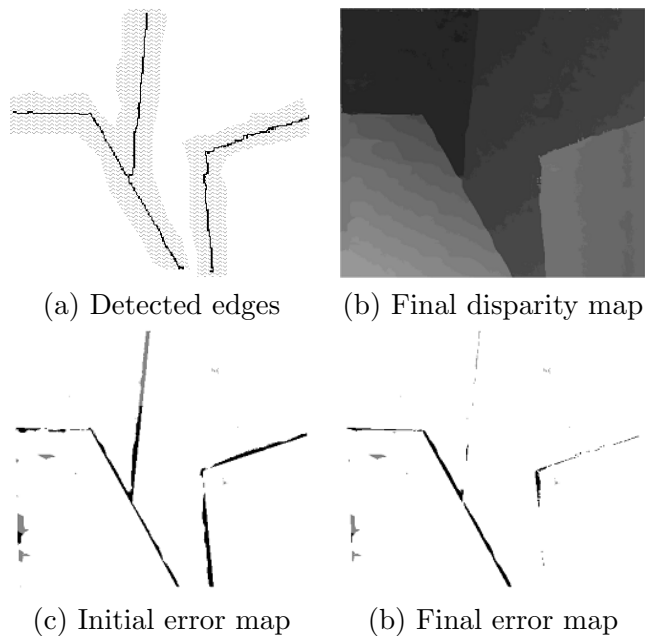 (a) Detected edges
(b) Final disparity map
(c) Initial error map
(b) Final error map